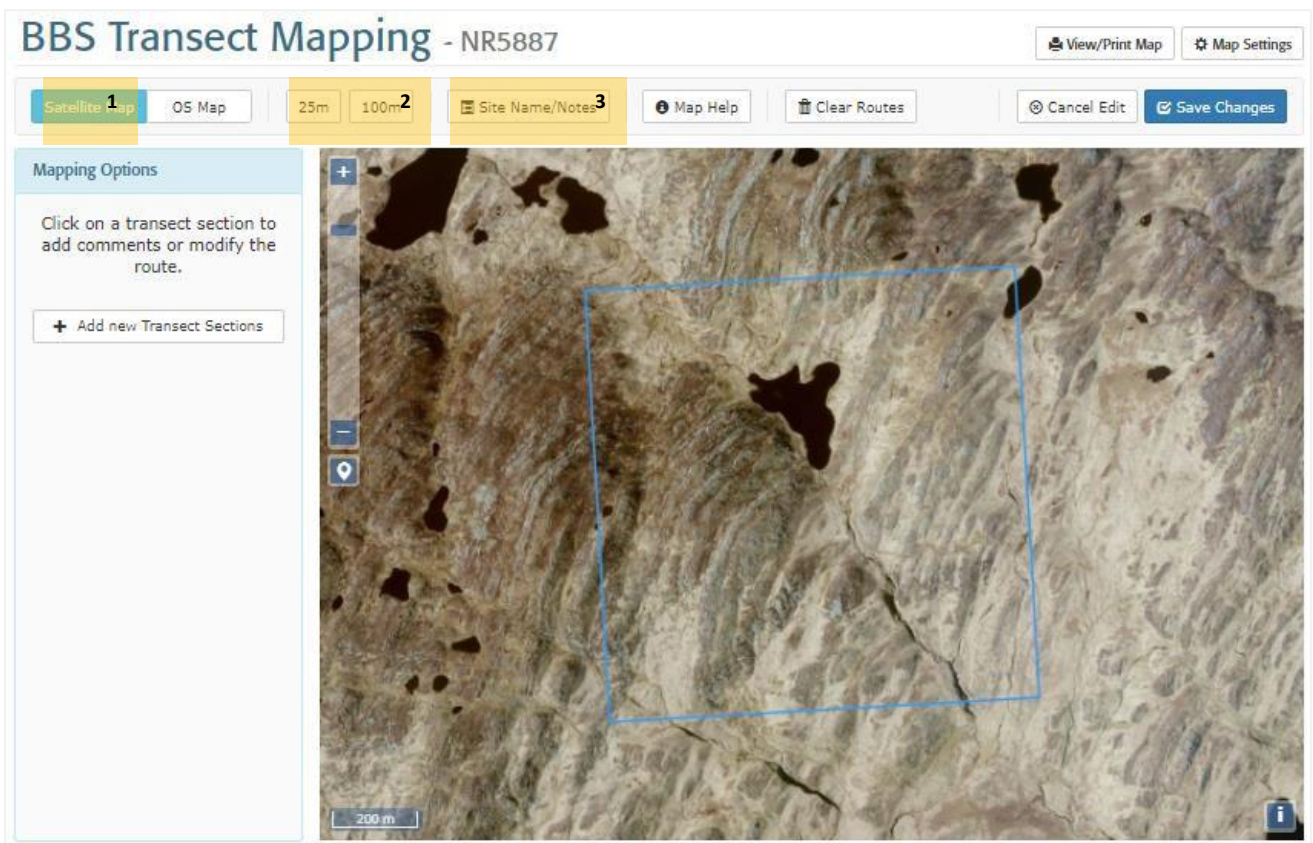 BBS Transect Mapping - NR5887
View/Print Map
Map Settings
Satellite Map 1
OS Map
25m
100m 2
Site Name/Notes 3
Map Help
Clear Routes
Cancel Edit
Save Changes
Mapping Options
Click on a transect section to
add comments or modify the
route.
+ Add new Transect Sections
+
−
200 m
i